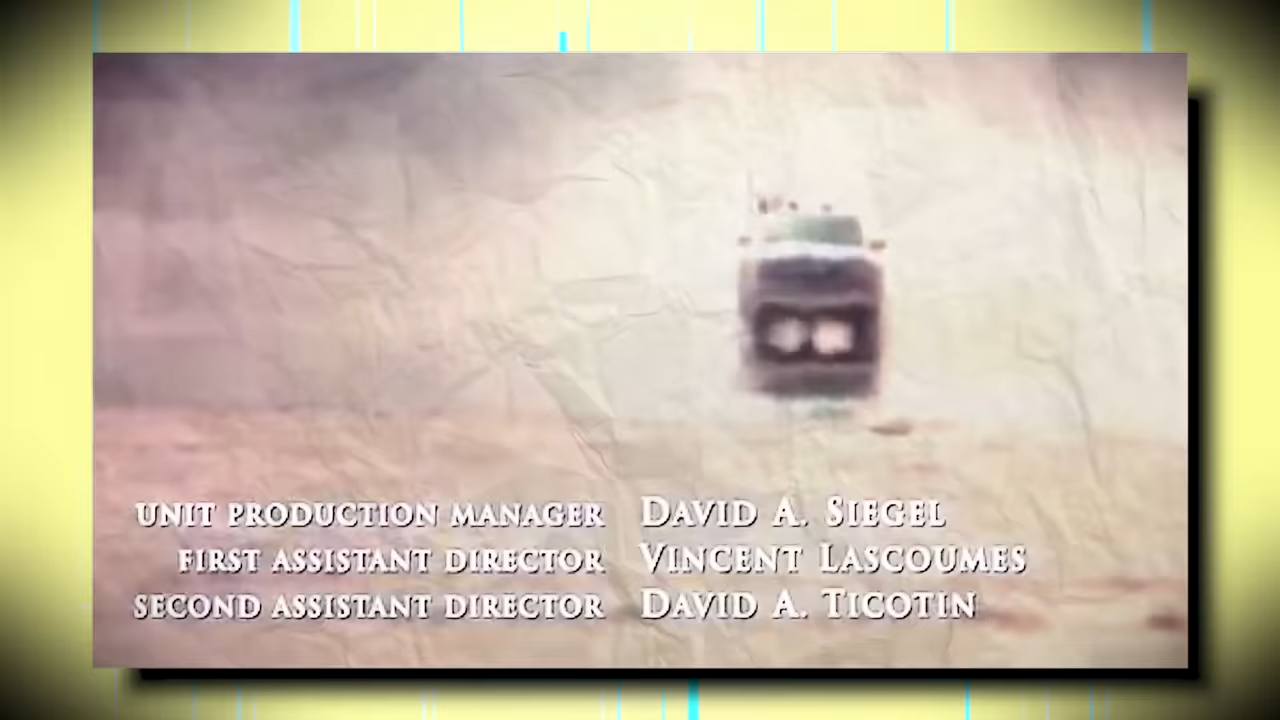 UNIT PRODUCTION MANAGER DAVID A. SIEGEL
FIRST ASSISTANT DIRECTOR VINCENT LASCOUMES
SECOND ASSISTANT DIRECTOR DAVID A. TICOTIN